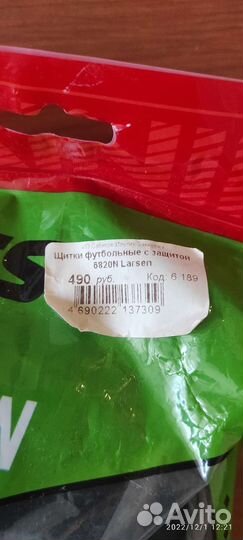 Щитки футбольные с защитой
6820N Larsen
490 руб. Код: 6 189
4 690222 137309
Avito
2022/12/1 12:21